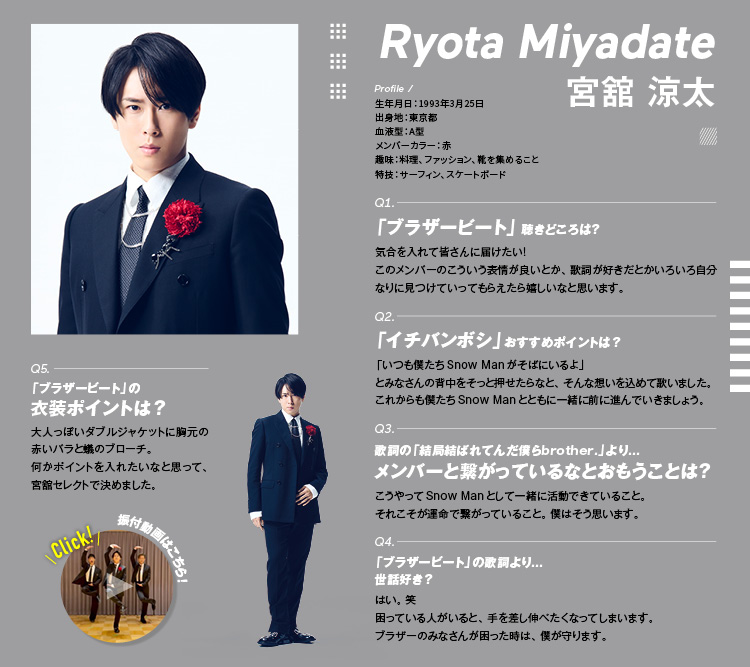 Ryota Miyadate
宮舘 涼太
Profile /
生年月日：1993年3月25日
出身地：東京都
血液型：A型
メンバーカラー：赤
趣味：料理、ファッション、靴を集めること
特技：サーフィン、スケートボード
Q1.
「ブラザービート」 聴きどころは？
気合を入れて皆さんに届けたい！
このメンバーのこういう表情が良いとか、歌詞が好きだとかいろいろ自分
なりに見つけていってもらえたら嬉しいなと思います。
Q2.
「イチバンボシ」おすすめポイントは？
「いつも僕たち Snow Man がそばにいるよ」
とみなさんの背中をそっと押せたらなと、そんな想いを込めて歌いました。
これからも僕たち Snow Man とともに一緒に前に進んでいきましょう。
Q3.
歌詞の「結局結ばれてんだ僕らbrother.」より…
メンバーと繋がっているなとおもうことは？
こうやって Snow Man として一緒に活動できていること。
それこそが運命で繋がっていること。僕はそう思います。
Q4.
「ブラザービート」の歌詞より…
世話好き？
はい。笑
困っている人がいると、手を差し伸べたくなってしまいます。
ブラザーのみなさんが困った時は、僕が守ります。
Q5.
「ブラザービート」の
衣装ポイントは？
大人っぽいダブルジャケットに胸元の
赤いバラと蟻のブローチ。
何かポイントを入れたいなと思って、
宮舘セレクトで決めました。
Click!
振付動画はこちら！